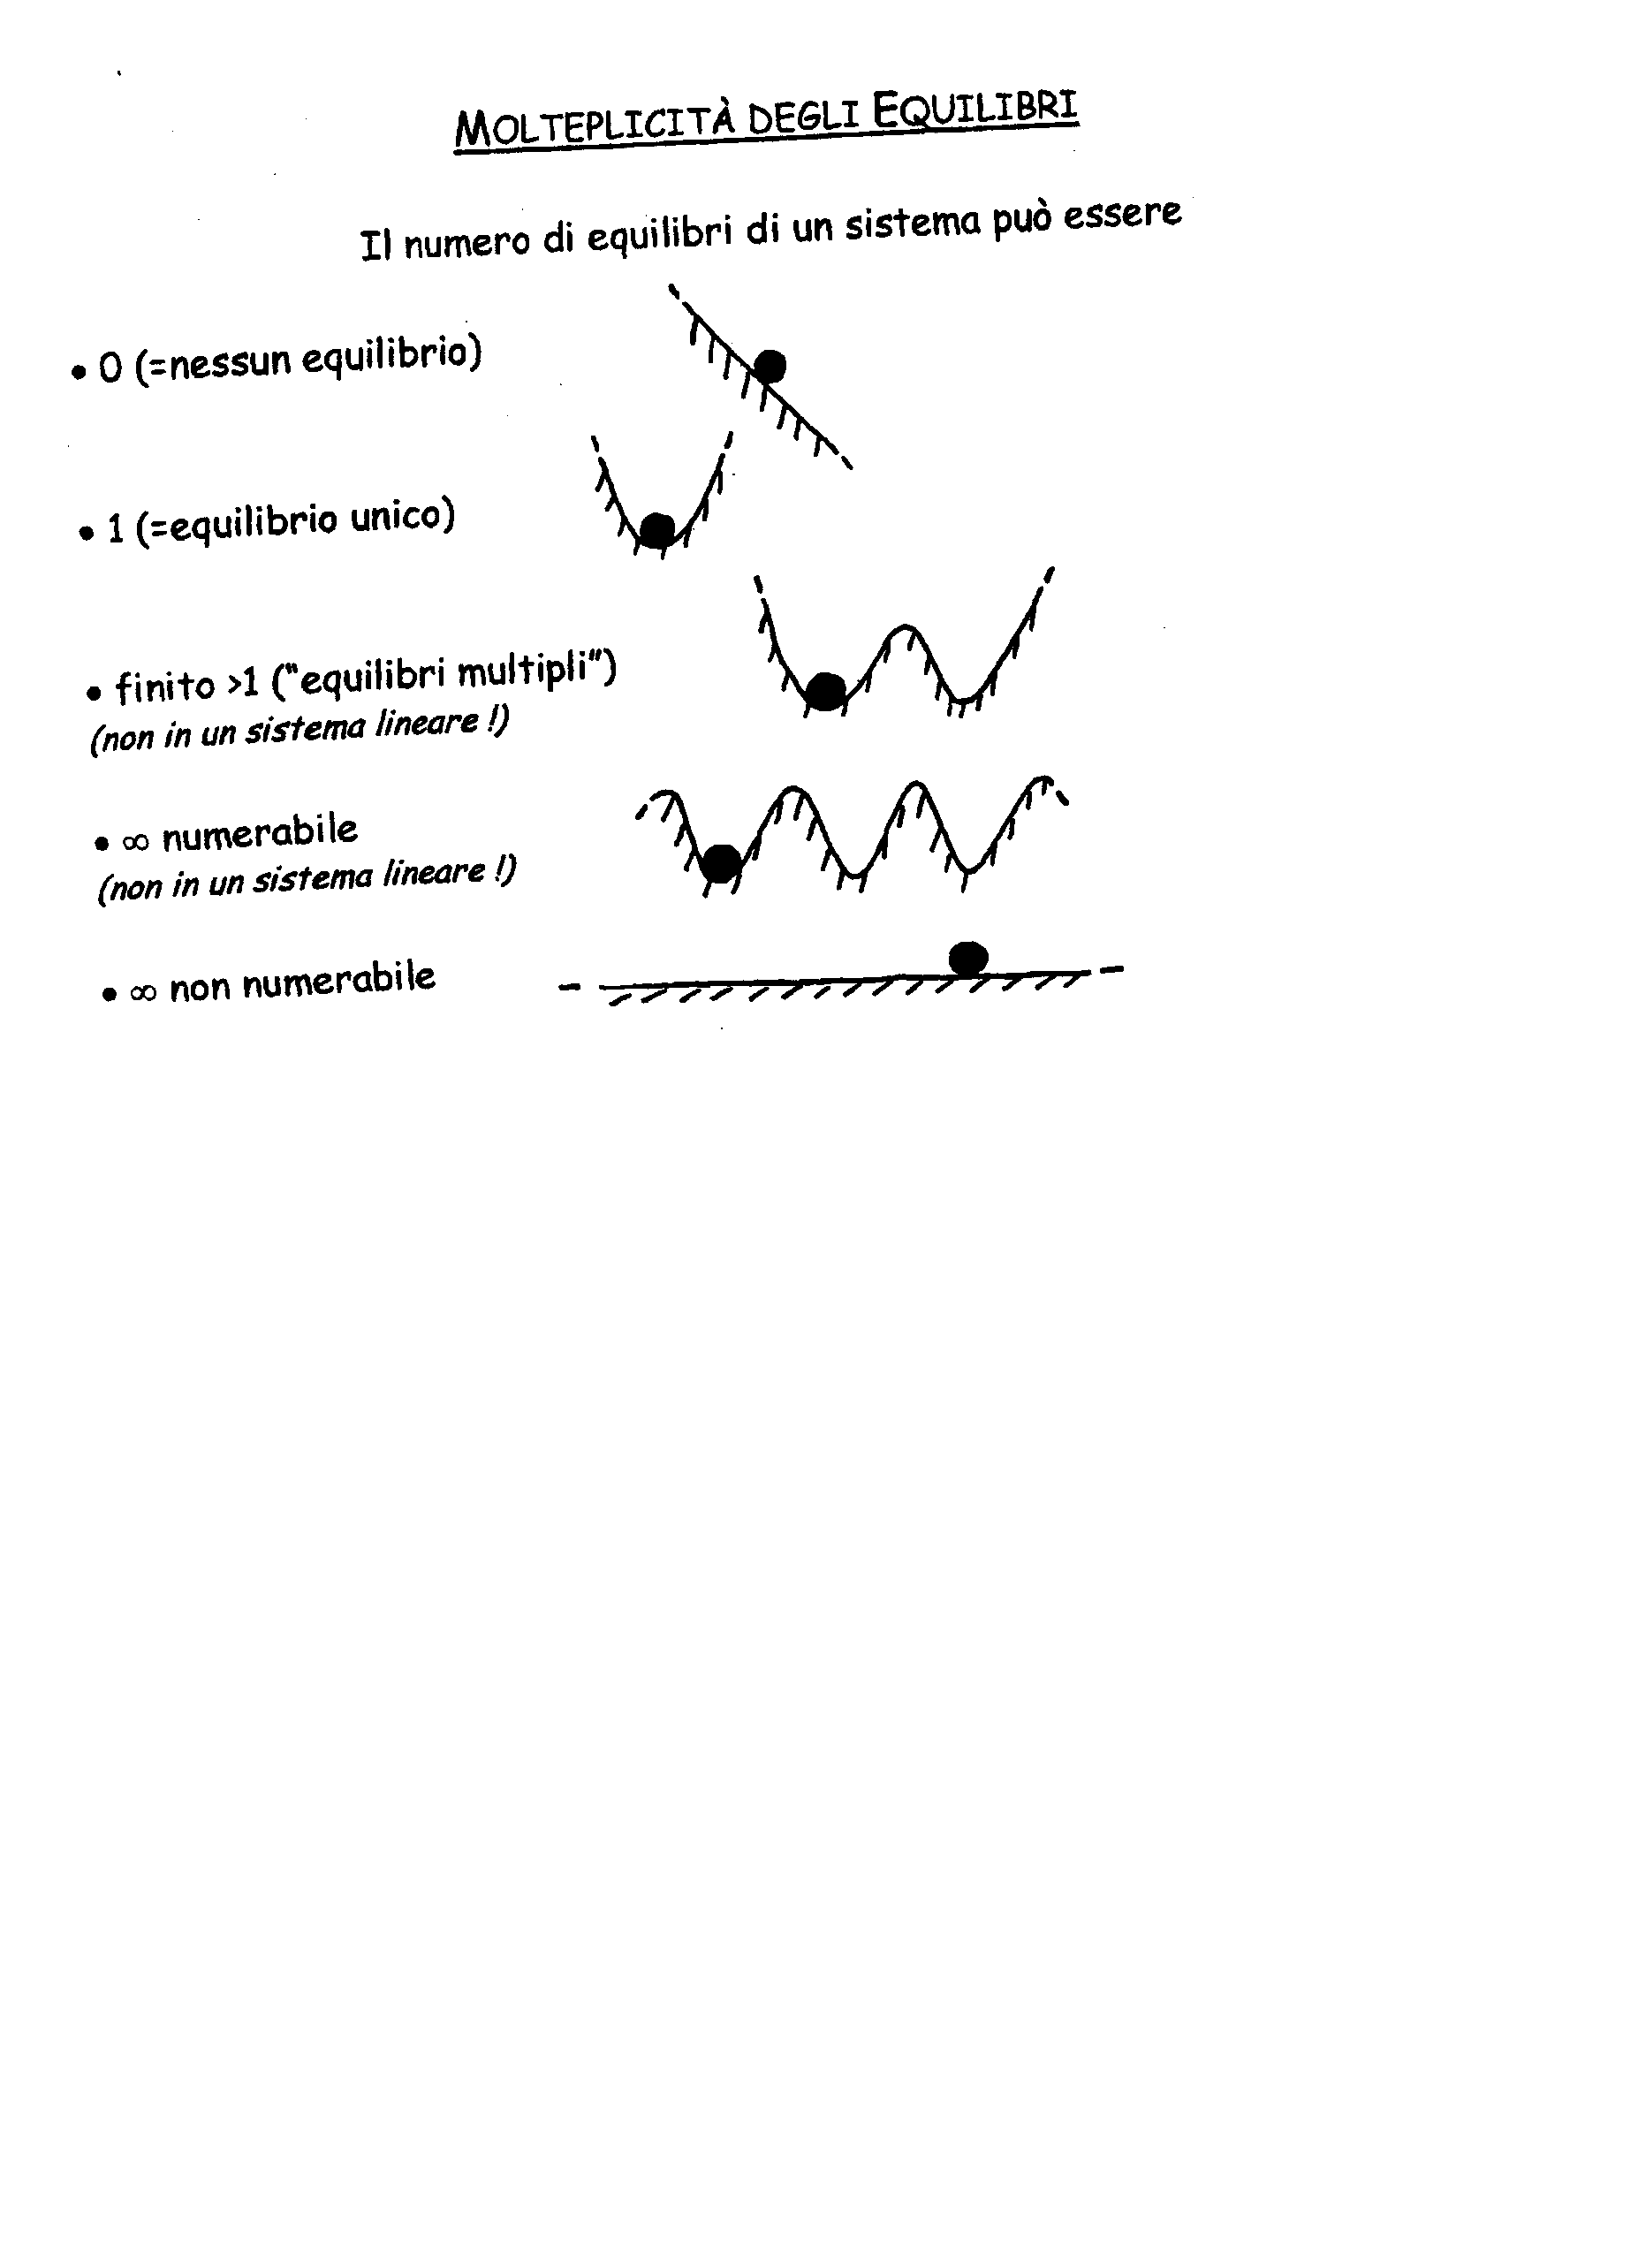 MOLTEPLICITÀ DEGLI EQUILIBRI
Il numero di equilibri di un sistema può essere
• 0 (=nessun equilibrio)
• 1 (=equilibrio unico)
• finito >1 ("equilibri multipli")
(non in un sistema lineare !)
• ∞ numerabile
(non in un sistema lineare !)
• ∞ non numerabile